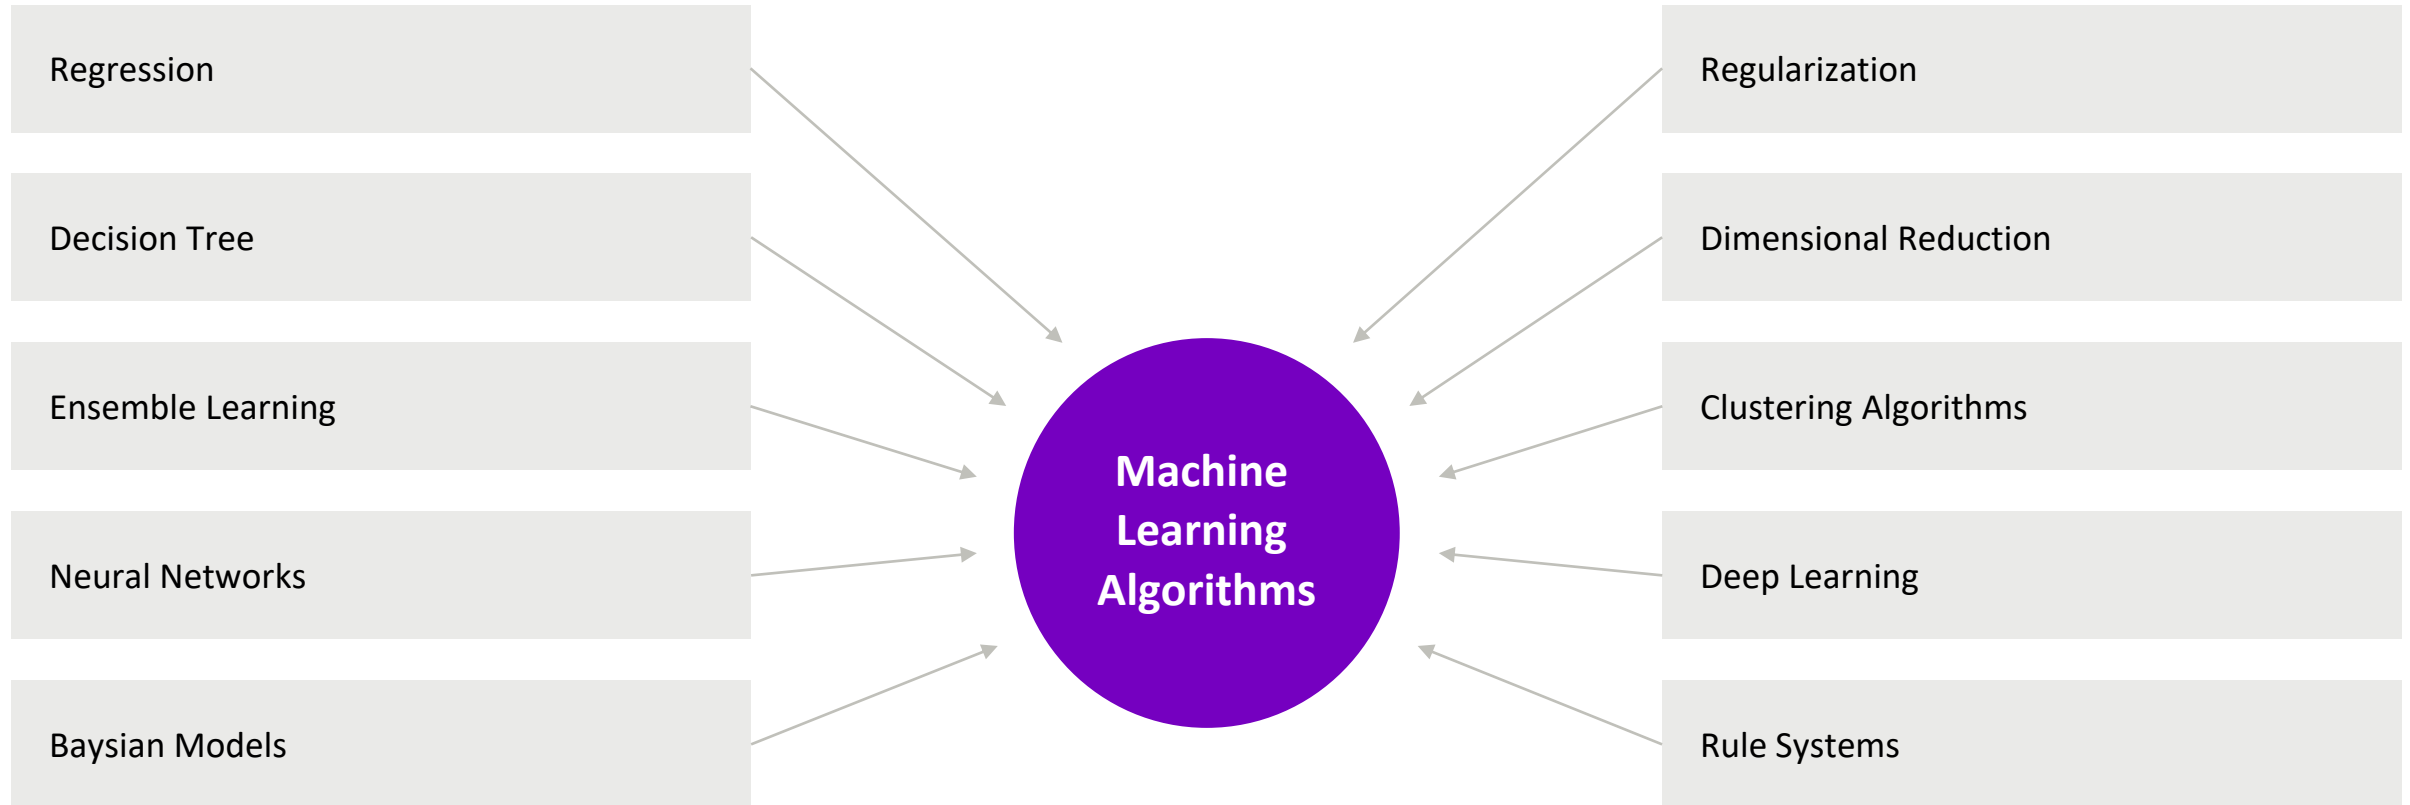 Regression
Decision Tree
Ensemble Learning
Neural Networks
Baysian Models
Machine
Learning
Algorithms
Regularization
Dimensional Reduction
Clustering Algorithms
Deep Learning
Rule Systems